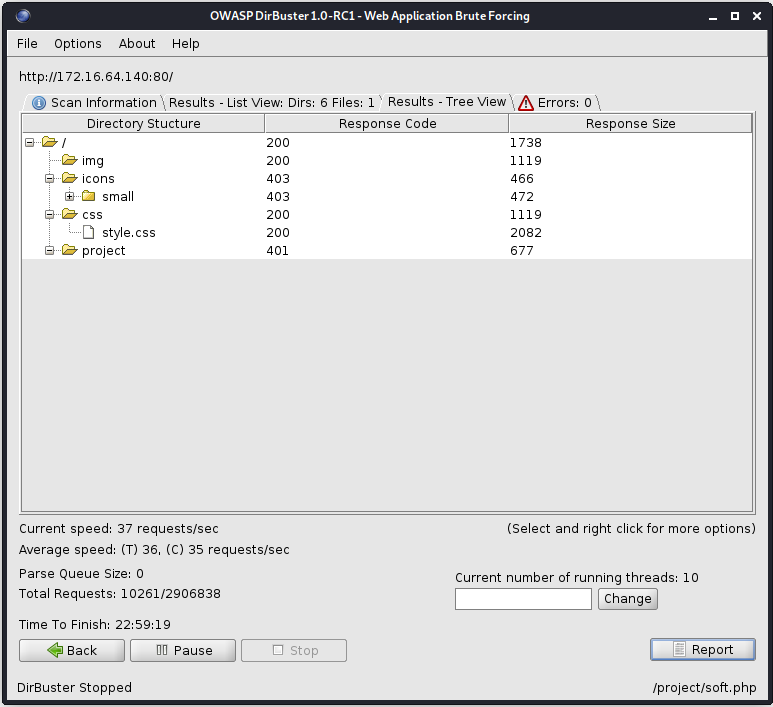 OWASP DirBuster 1.0-RC1 - Web Application Brute Forcing
File Options About Help
http://172.16.64.140:80/
Scan Information Results - List View: Dirs: 6 Files: 1 Results - Tree View Errors: 0
Directory Stucture Response Code Response Size
/ 200 1738
img 200 1119
icons 403 466
small 403 472
css 200 1119
style.css 200 2082
project 401 677
Current speed: 37 requests/sec (Select and right click for more options)
Average speed: (T) 36, (C) 35 requests/sec
Parse Queue Size: 0
Current number of running threads: 10
Total Requests: 10261/2906838
Change
Time To Finish: 22:59:19
Back Pause Stop Report
DirBuster Stopped /project/soft.php